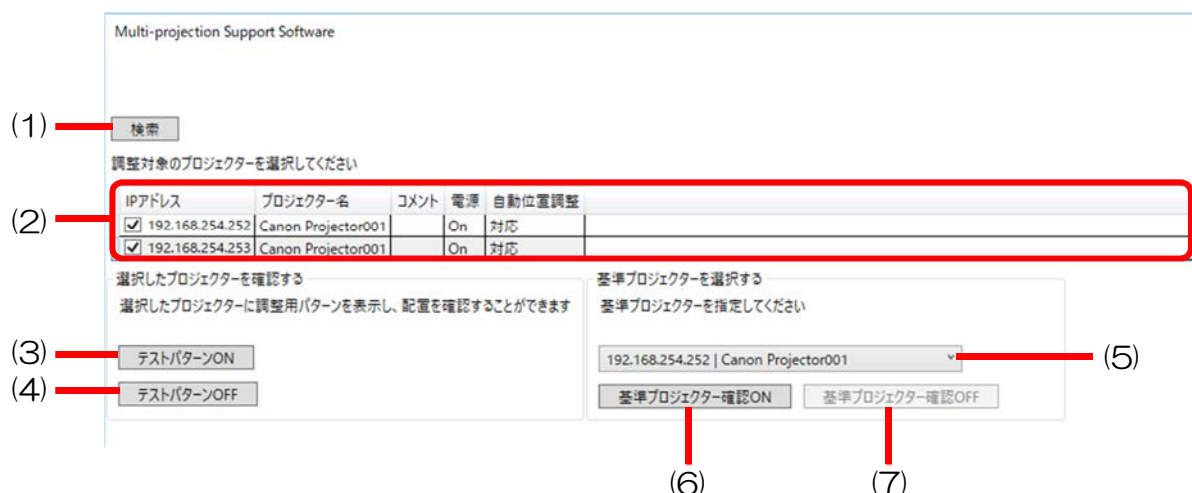 Multi-projection Support Software
(1)
検索
調整対象のプロジェクターを選択してください
(2)
IPアドレス プロジェクター名 コメント 電源 自動位置調整
192.168.254.252 Canon Projector001 On 対応
192.168.254.253 Canon Projector001 On 対応
選択したプロジェクターを確認する
選択したプロジェクターに調整用パターンを表示し、配置を確認することができます
(3)
テストパターンON
(4)
テストパターンOFF
基準プロジェクターを選択する
基準プロジェクターを指定してください
192.168.254.252 | Canon Projector001
(5)
基準プロジェクター確認ON 基準プロジェクター確認OFF
(6) (7)